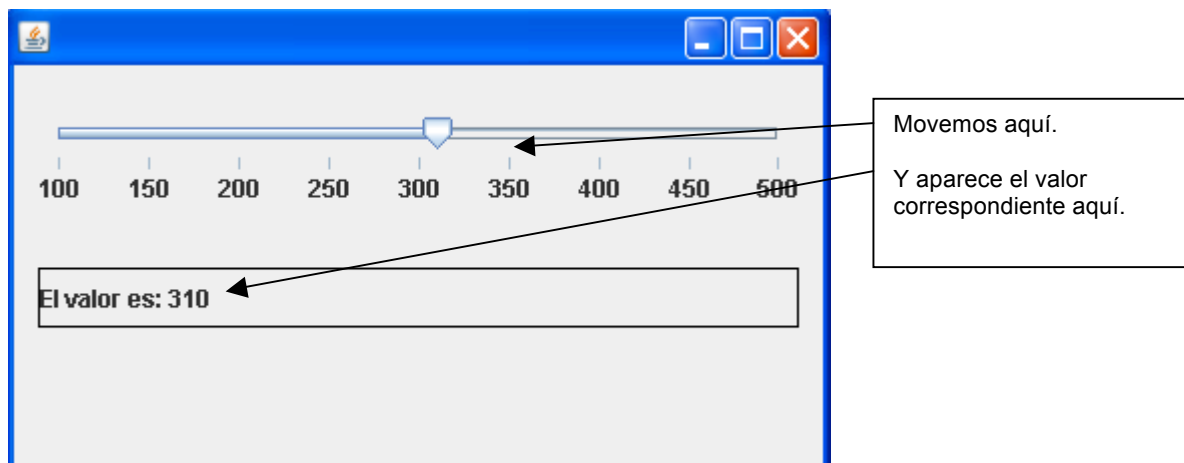 100 150 200 250 300 350 400 450 500
El valor es: 310
Movemos aquí.
Y aparece el valor
correspondiente aquí.